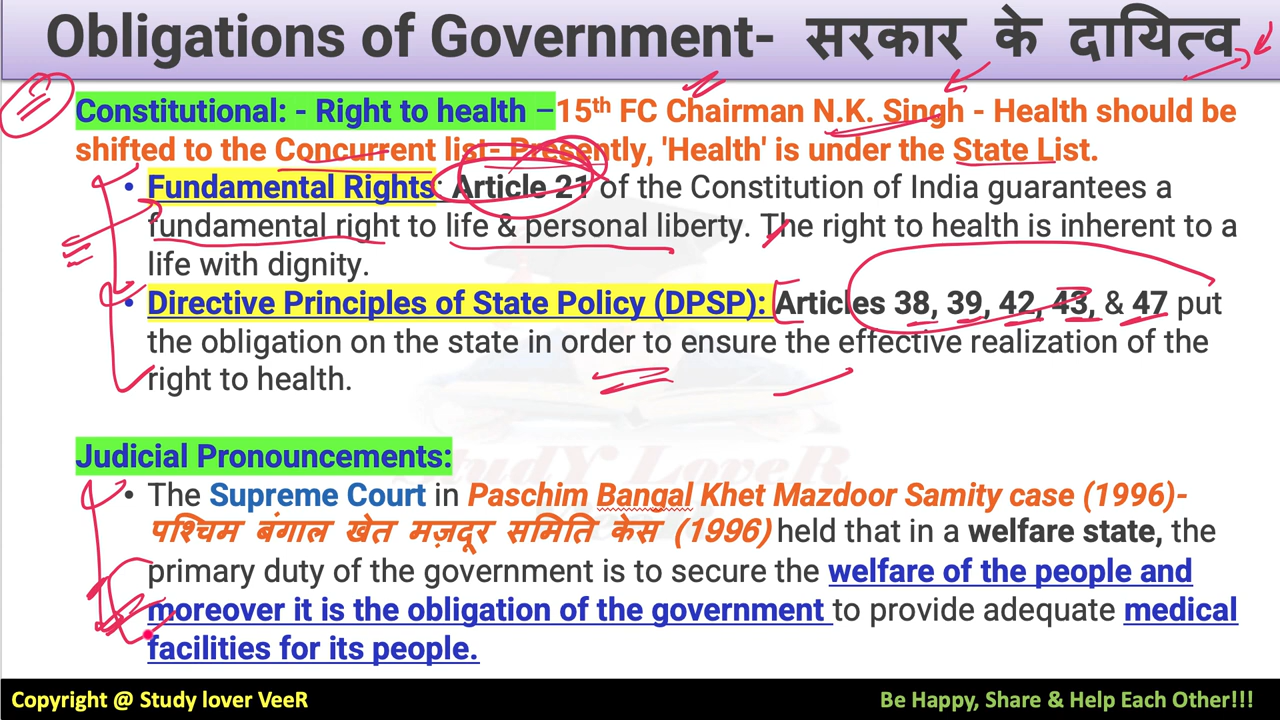 Obligations of Government- सरकार के दायित्व
Constitutional: - Right to health –15th FC Chairman N.K. Singh - Health should be
shifted to the Concurrent list- Presently, 'Health' is under the State List.
• Fundamental Rights: Article 21 of the Constitution of India guarantees a
fundamental right to life & personal liberty. The right to health is inherent to a
life with dignity.
• Directive Principles of State Policy (DPSP): Articles 38, 39, 42, 43, & 47 put
the obligation on the state in order to ensure the effective realization of the
right to health.
Judicial Pronouncements:
StudY LoveR
• The Supreme Court in Paschim Bangal Khet Mazdoor Samity case (1996)-
पश्चिम बंगाल खेत मज़दूर समिति केस (1996) held that in a welfare state, the
primary duty of the government is to secure the welfare of the people and
moreover it is the obligation of the government to provide adequate medical
facilities for its people.
Copyright @ Study lover VeeR
Be Happy, Share & Help Each Other!!!